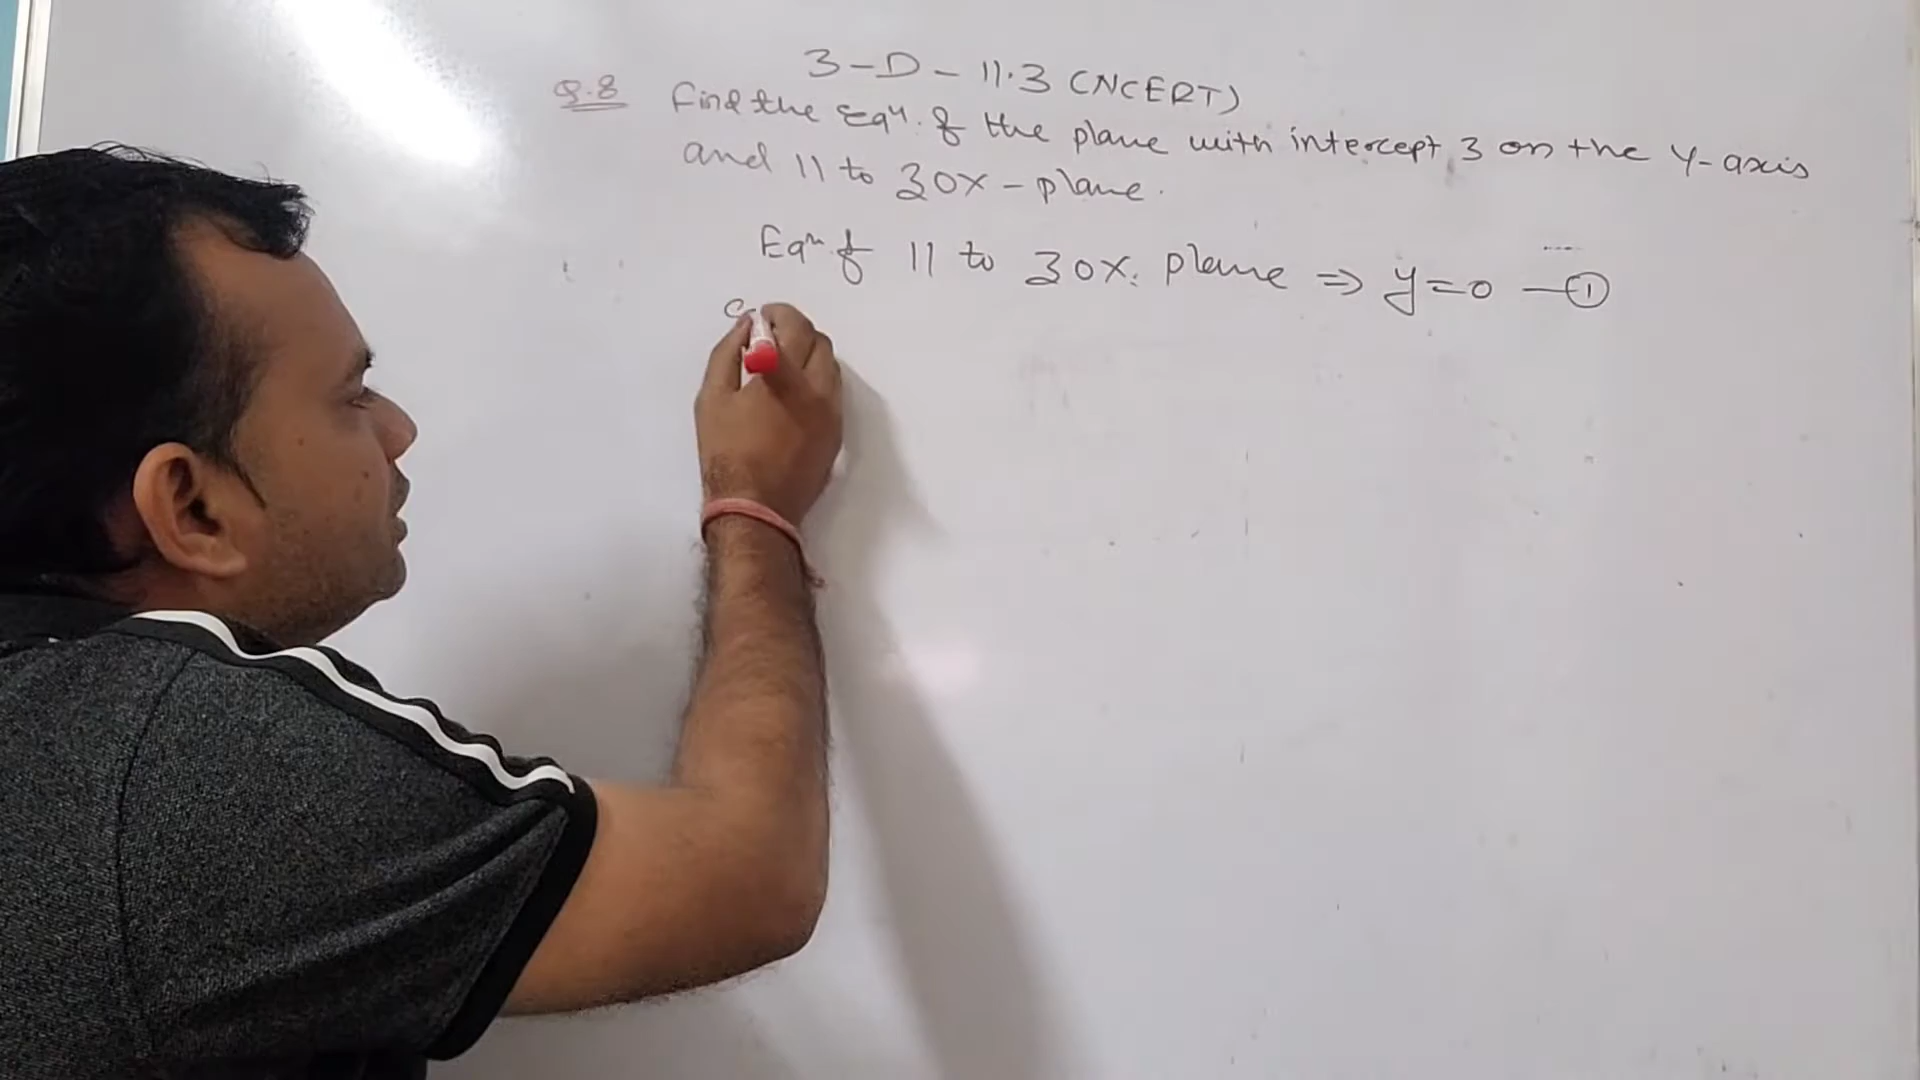 3-D-11.3 (NCERT)
Q.8 Find the Eqn. of the plane with intercept 3 on the Y-axis
and || to ZOX-plane.
Eqn of || to ZOX. plane ⇒ y=0 —①